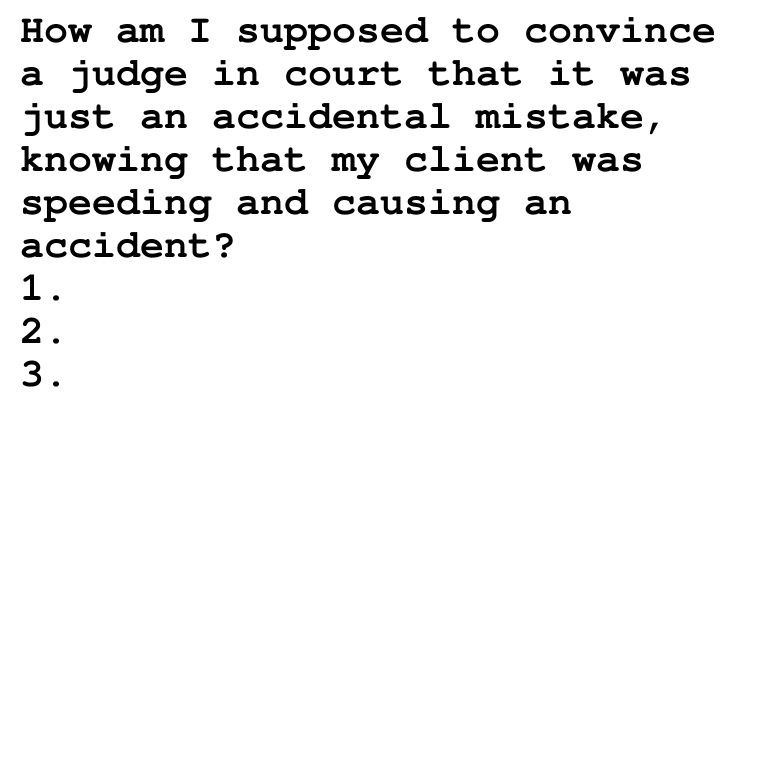 How am I supposed to convince
a judge in court that it was
just an accidental mistake,
knowing that my client was
speeding and causing an
accident?
1.
2.
3.